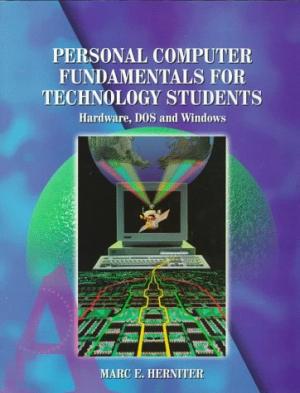 PERSONAL COMPUTER
FUNDAMENTALS FOR
TECHNOLOGY STUDENTS
Hardware, DOS and Windows
A
MARC E. HERNITER